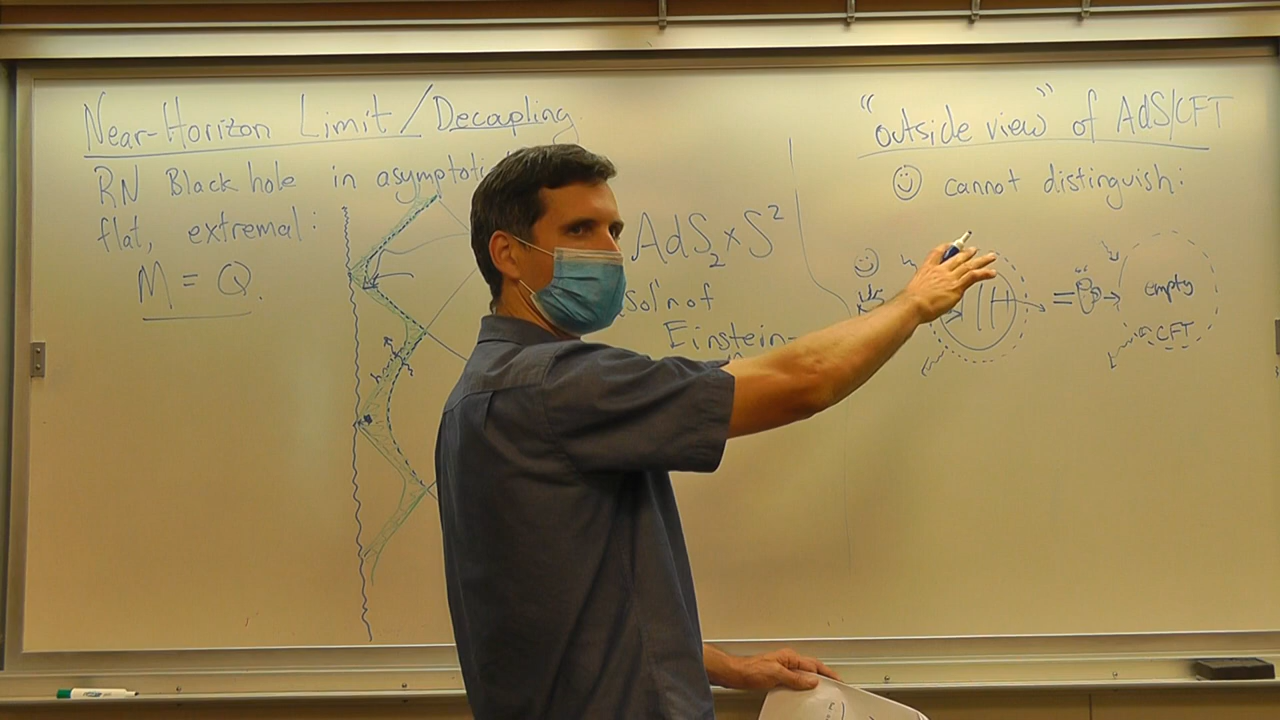 Near-Horizon Limit/Decoupling
RN Black hole in asymptoti
flat, extremal:
M = Q.
AdS₂ x S²
sol'n of
Einstein-
"outside view" of AdS/CFT
cannot distinguish:
=
empty
CFT